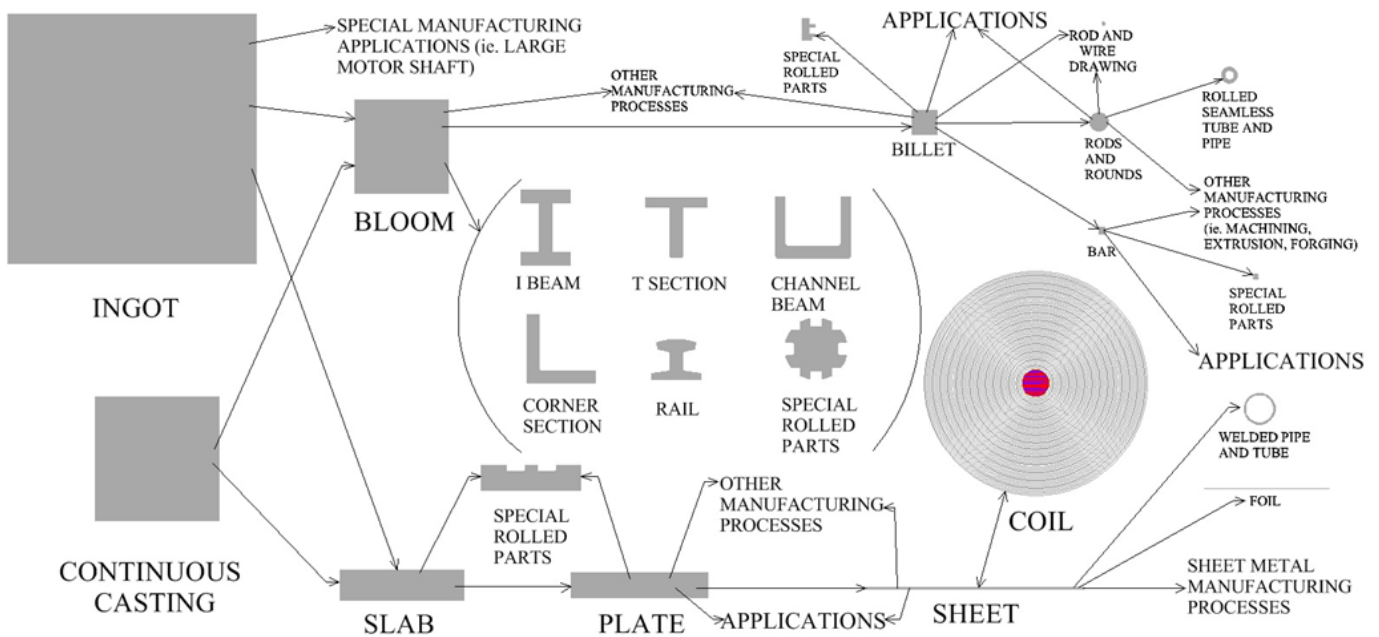 SPECIAL MANUFACTURING
APPLICATIONS (ie. LARGE
MOTOR SHAFT)
INGOT
BLOOM
OTHER
MANUFACTURING
PROCESSES
SPECIAL
ROLLED
PARTS
APPLICATIONS
ROD AND
WIRE
DRAWING
BILLET
RODS
AND
ROUNDS
ROLLED
SEAMLESS
TUBE AND
PIPE
OTHER
MANUFACTURING
PROCESSES
(ie. MACHINING,
EXTRUSION, FORGING)
BAR
SPECIAL
ROLLED
PARTS
APPLICATIONS
I BEAM
T SECTION
CHANNEL
BEAM
CORNER
SECTION
RAIL
SPECIAL
ROLLED
PARTS
CONTINUOUS
CASTING
SLAB
SPECIAL
ROLLED
PARTS
PLATE
OTHER
MANUFACTURING
PROCESSES
APPLICATIONS
COIL
SHEET
WELDED PIPE
AND TUBE
FOIL
SHEET METAL
MANUFACTURING
PROCESSES